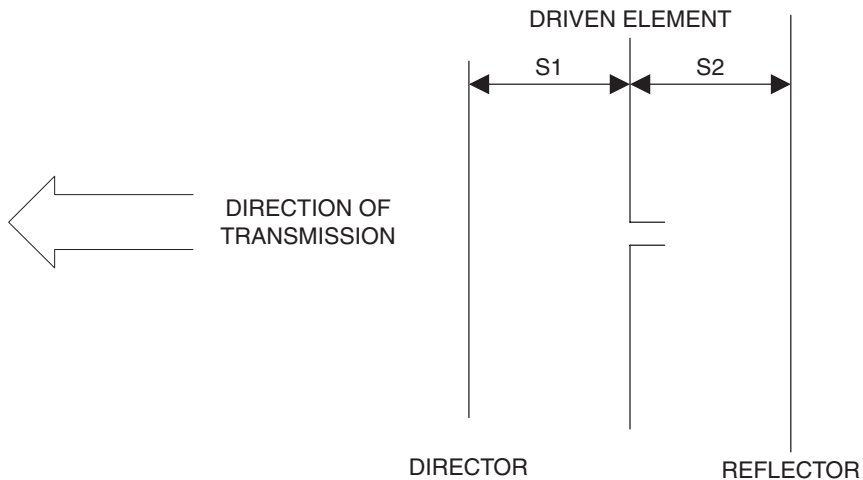 DRIVEN ELEMENT
S1
S2
DIRECTION OF
TRANSMISSION
DIRECTOR
REFLECTOR